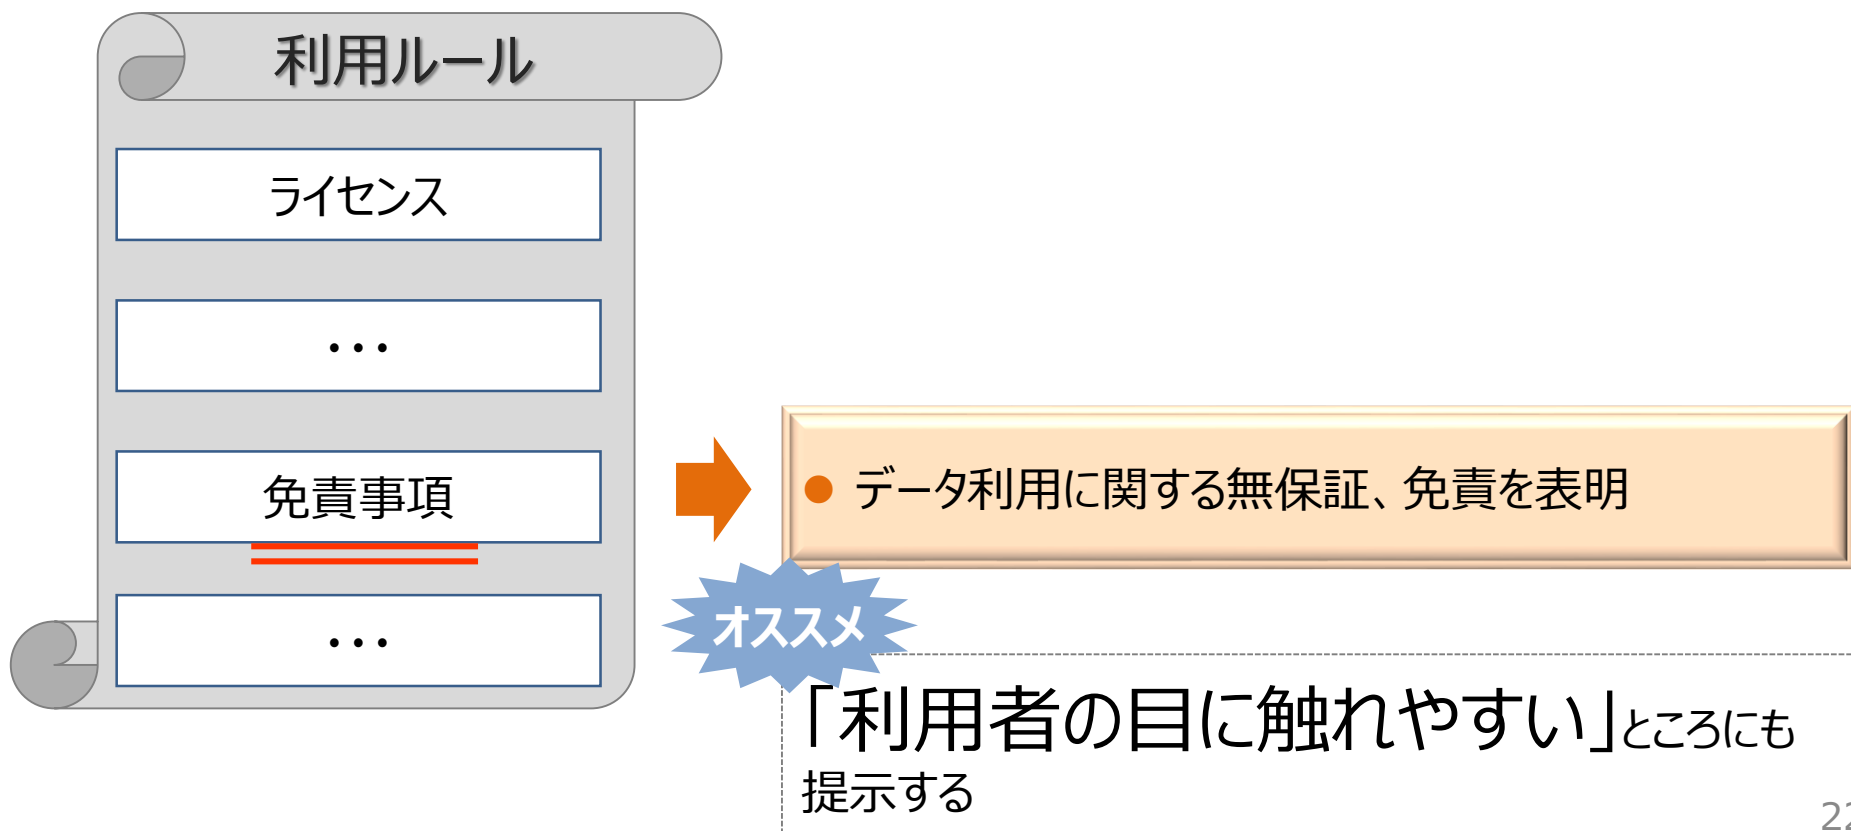 利用ルール
ライセンス
・・・
免責事項
・・・
● データ利用に関する無保証、免責を表明
オススメ
「利用者の目に触れやすい」ところにも
提示する
22